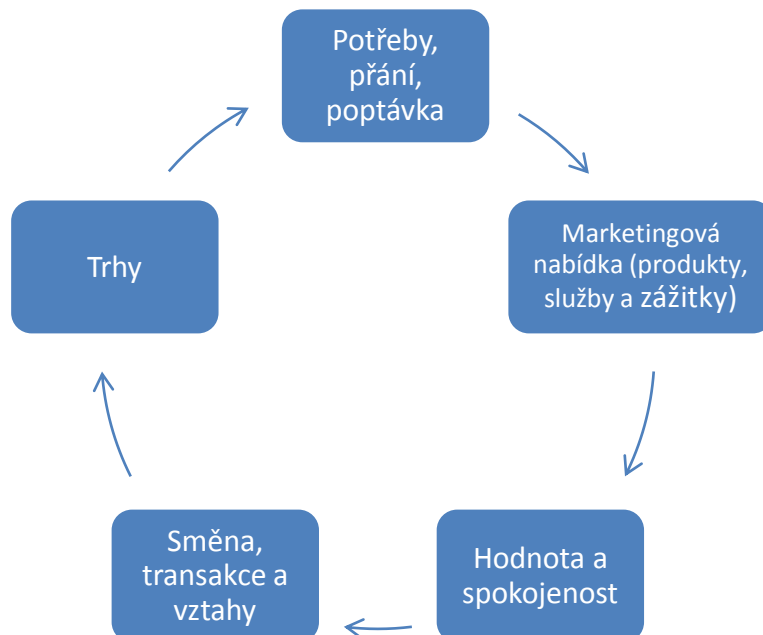 Potřeby,
přání,
poptávka
Marketingová
nabídka (produkty,
služby a zážitky)
Hodnota a
spokojenost
Směna,
transakce a
vztahy
Trhy